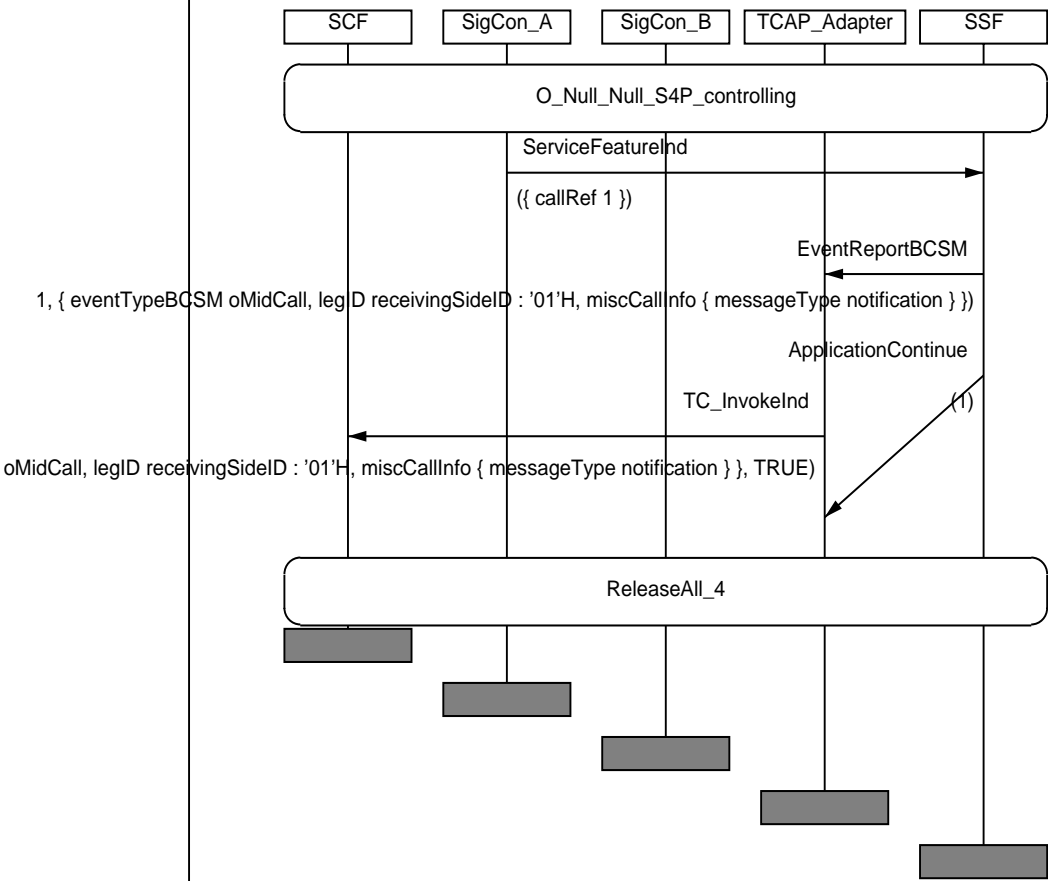 SCF SigCon_A SigCon_B TCAP_Adapter SSF
O_Null_Null_S4P_controlling
ServiceFeatureInd
({ callRef 1 })
EventReportBCSM
1, { eventTypeBCSM oMidCall, legID receivingSideID : '01'H, miscCallInfo { messageType notification } })
ApplicationContinue
TC_InvokeInd
(1)
oMidCall, legID receivingSideID : '01'H, miscCallInfo { messageType notification } }, TRUE)
ReleaseAll_4